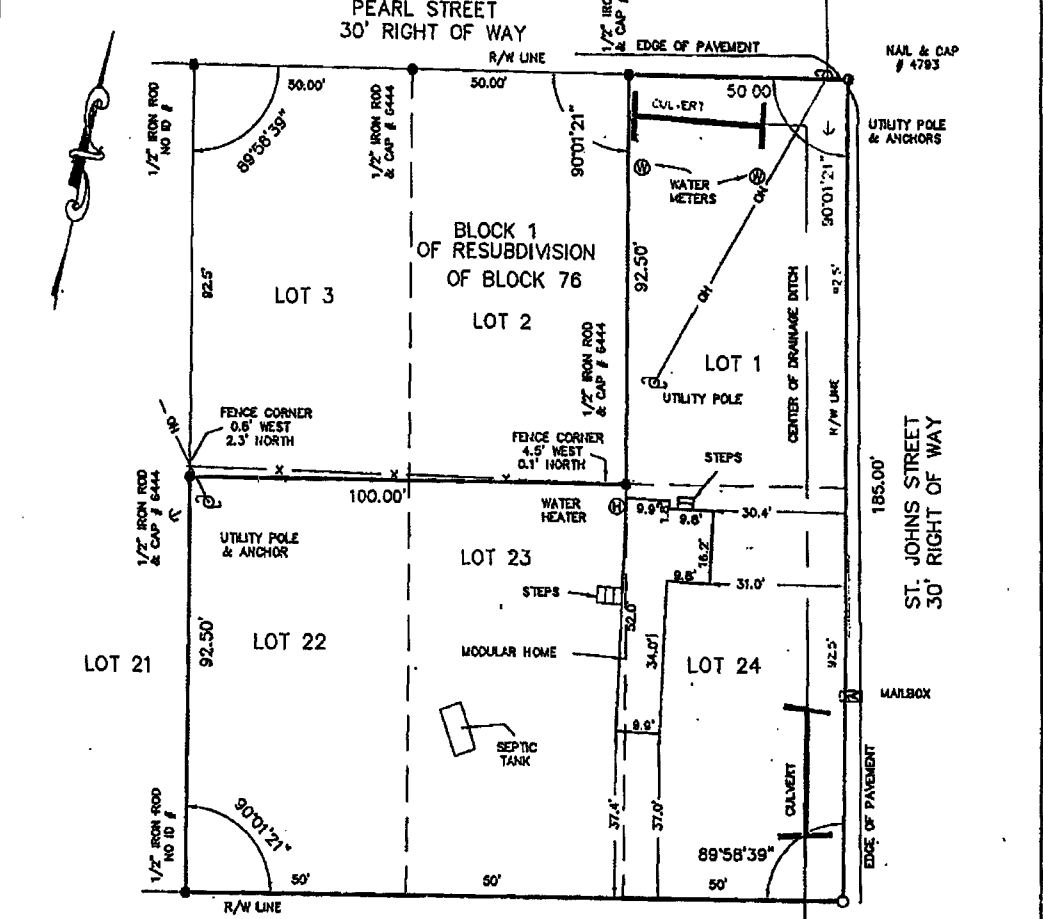 PEARL STREET
30' RIGHT OF WAY
R/W LINE
EDGE OF PAVEMENT
1/2" IRON ROD
& CAP #
NAIL & CAP
# 4793
50.00'
50.00'
50 00
1/2" IRON ROD
NO ID #
89°58'39"
1/2" IRON ROD
& CAP # 6444
90°01'21"
CULVERT
UTILITY POLE
& ANCHORS
W
W
WATER
METERS
OH
90°01'21"
BLOCK 1
OF RESUBDIVISION
OF BLOCK 76
92.5'
LOT 3
LOT 2
92.50'
OH
CENTER OF DRAINAGE DITCH
LOT 1
UTILITY POLE
1/2" IRON ROD
& CAP # 6444
R/W LINE
OH
FENCE CORNER
0.6' WEST
2.3' NORTH
FENCE CORNER
4.5' WEST
0.1' NORTH
STEPS
X
X
X
100.00'
185.00'
ST. JOHNS STREET
30' RIGHT OF WAY
1/2" IRON ROD
& CAP # 6444
WATER
HEATER
H
9.9'
9.8'
30.4'
UTILITY POLE
& ANCHOR
LOT 23
16.2'
9.8'
31.0'
STEPS
52.0'
92.50'
LOT 21
LOT 22
MODULAR HOME
34.0'
LOT 24
92.5'
M
MAILBOX
SEPTIC
TANK
9.9'
CULVERT
EDGE OF PAVEMENT
1/2" IRON ROD
NO ID #
90°01'21"
37.4'
37.0'
89°58'39"
50'
50'
50'
R/W LINE